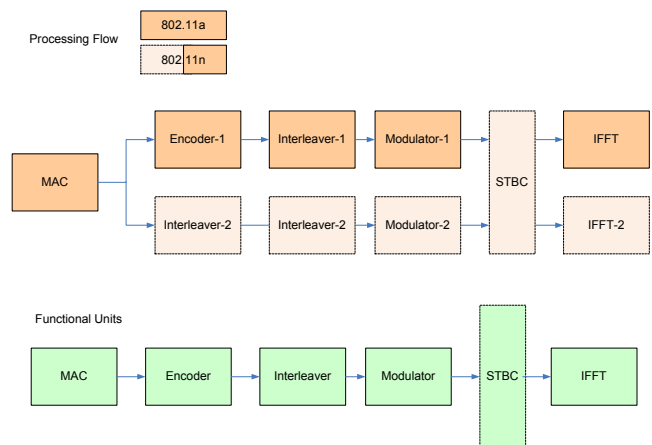 802.11a
Processing Flow
802.11n
Encoder-1
Interleaver-1
Modulator-1
IFFT
MAC
STBC
Interleaver-2
Interleaver-2
Modulator-2
IFFT-2
Functional Units
MAC
Encoder
Interleaver
Modulator
STBC
IFFT